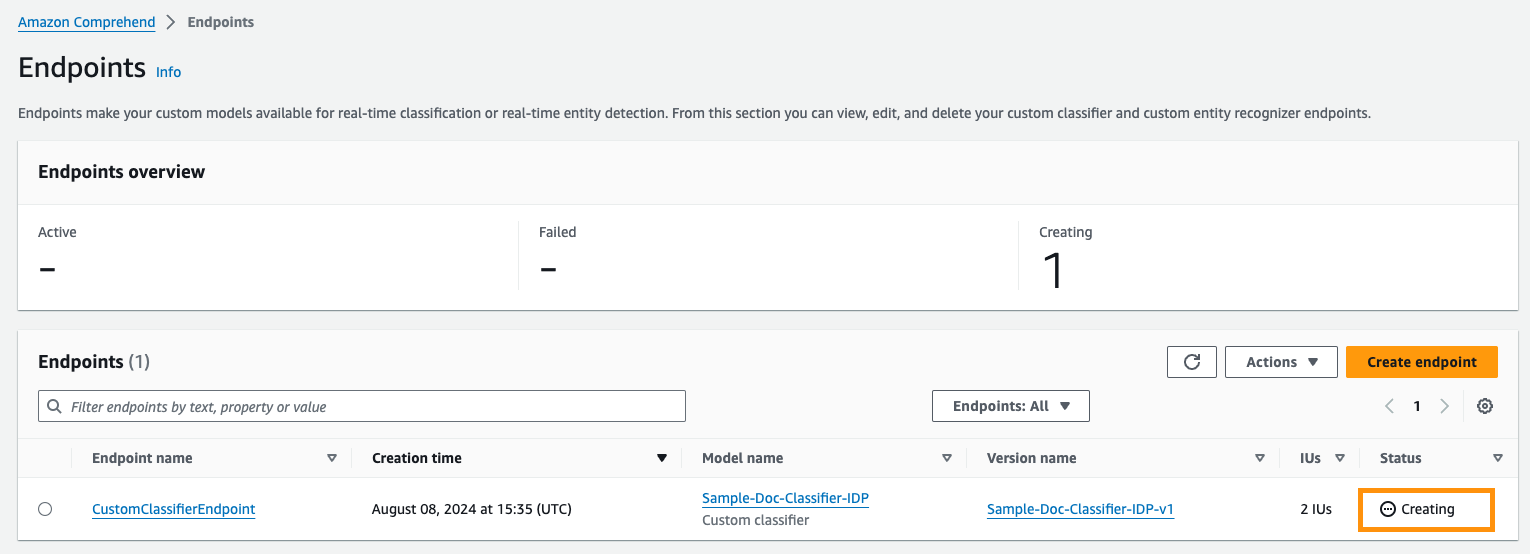 Amazon Comprehend > Endpoints
Endpoints Info
Endpoints make your custom models available for real-time classification or real-time entity detection. From this section you can view, edit, and delete your custom classifier and custom entity recognizer endpoints.
Endpoints overview
Active Failed Creating
– – 1
Endpoints (1) Actions Create endpoint
Filter endpoints by text, property or value Endpoints: All 1
Endpoint name Creation time Model name Version name IUs Status
CustomClassifierEndpoint August 08, 2024 at 15:35 (UTC) Sample-Doc-Classifier-IDP Sample-Doc-Classifier-IDP-v1 2 IUs Creating
Custom classifier